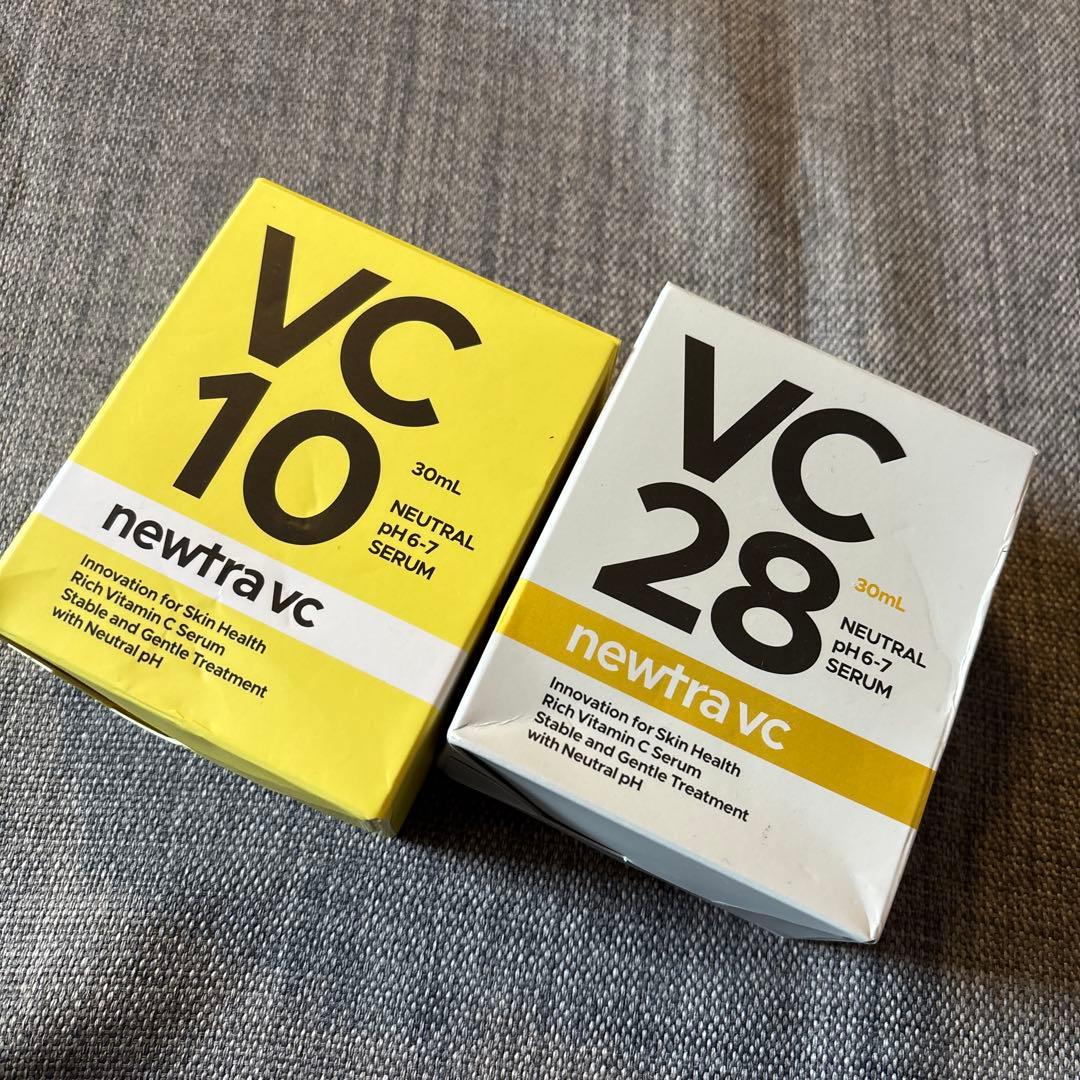 VC
10
30mL
NEUTRAL
pH 6-7
SERUM
newtra vc
Innovation for Skin Health
Rich Vitamin C Serum
Stable and Gentle Treatment
with Neutral pH
VC
28
30mL
NEUTRAL
pH 6-7
SERUM
newtra vc
Innovation for Skin Health
Rich Vitamin C Serum
Stable and Gentle Treatment
with Neutral pH